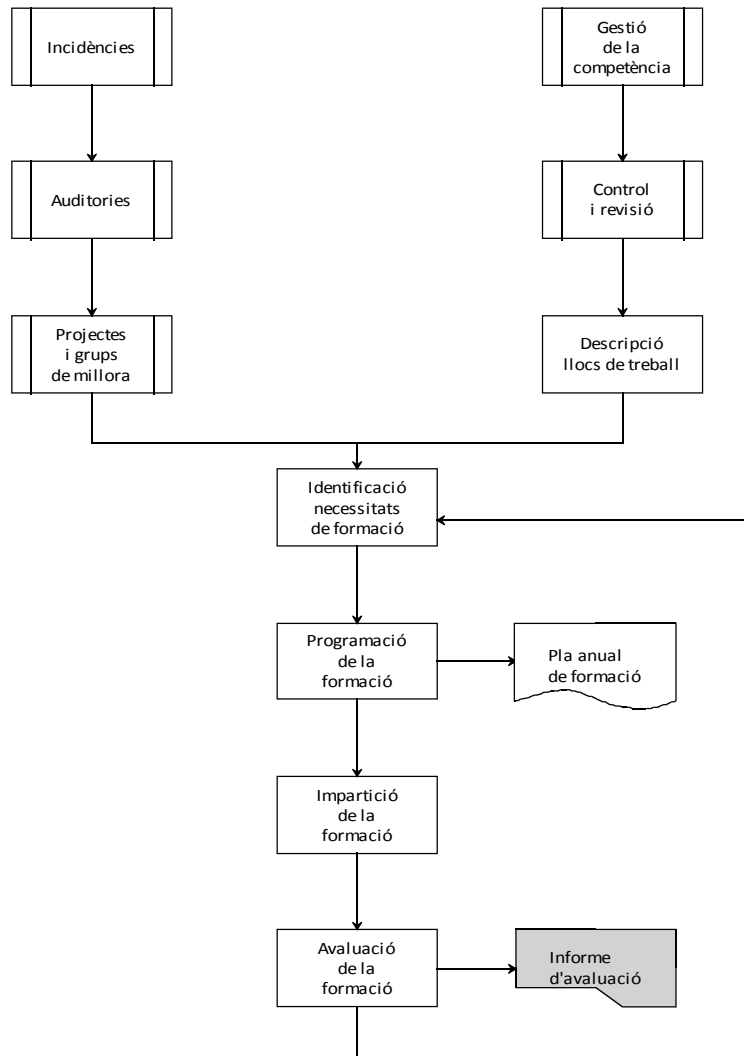 Incidències
Gestió
de la
competència
Auditories
Control
i revisió
Projectes
i grups
de millora
Descripció
llocs de treball
Identificació
necessitats
de formació
Programació
de la
formació
Pla anual
de formació
Impartició
de la
formació
Avaluació
de la
formació
Informe
d'avaluació